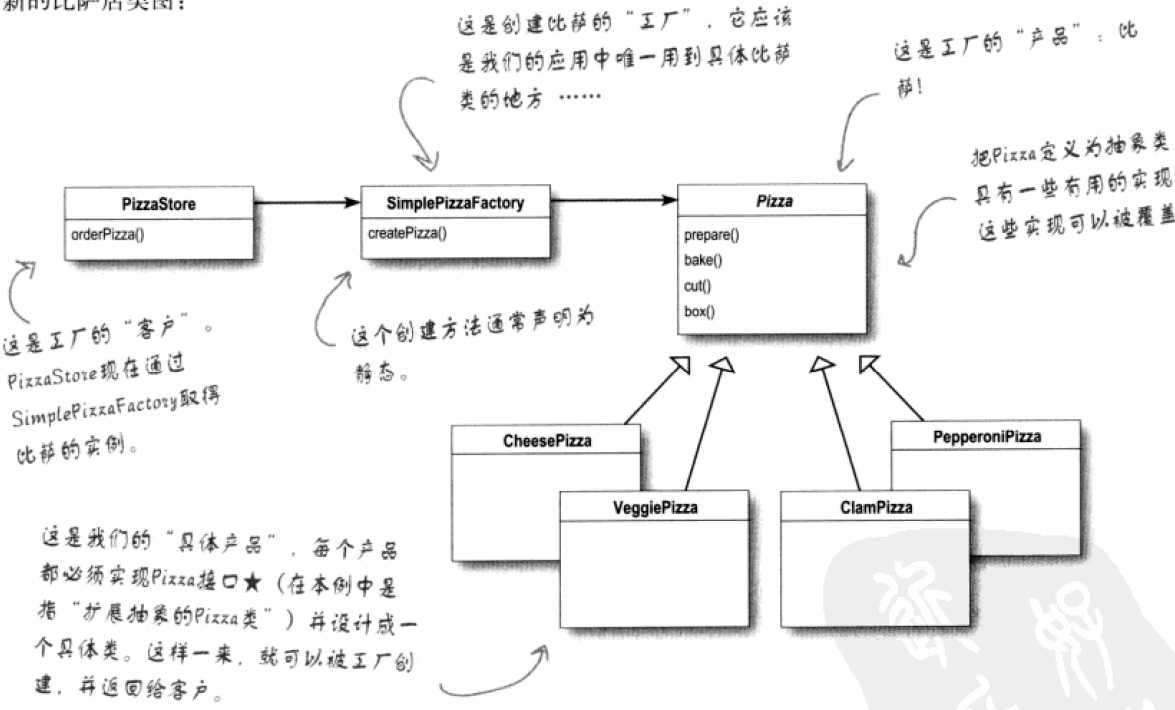 新的比萨店类图：
这是创建比萨的“工厂”，它应该
是我们的应用中唯一用到具体比萨
类的地方 ……
这是工厂的“产品”：比
萨！
把Pizza定义为抽象类
具有一些有用的实现
这些实现可以被覆盖
PizzaStore
orderPizza()
SimplePizzaFactory
createPizza()
Pizza
prepare()
bake()
cut()
box()
这是工厂的“客户”。
PizzaStore现在通过
SimplePizzaFactory取得
比萨的实例。
这个创建方法通常声明为
静态。
CheesePizza
VeggiePizza
ClamPizza
PepperoniPizza
这是我们的“具体产品”，每个产品
都必须实现Pizza接口★（在本例中是
指“扩展抽象的Pizza类”）并设计成一
个具体类。这样一来，就可以被工厂创
建，并返回给客户。